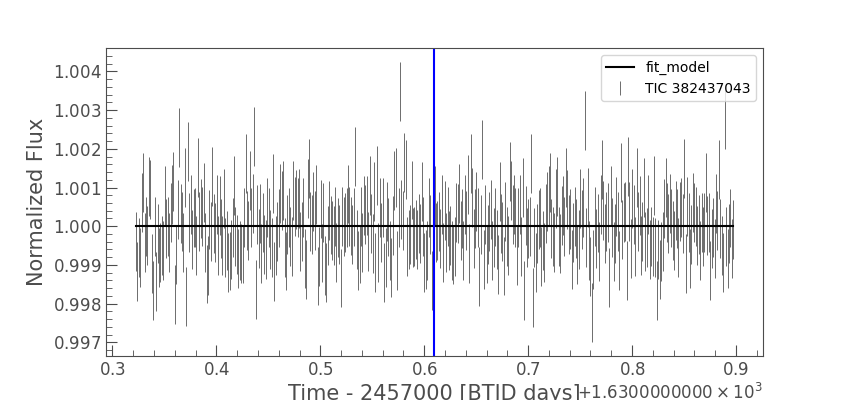 1.004
1.003
1.002
1.001
1.000
0.999
0.998
0.997
Normalized Flux
fit_model
TIC 382437043
0.3 0.4 0.5 0.6 0.7 0.8 0.9
Time - 2457000 [BTJD days]
+1.6300000000×10³